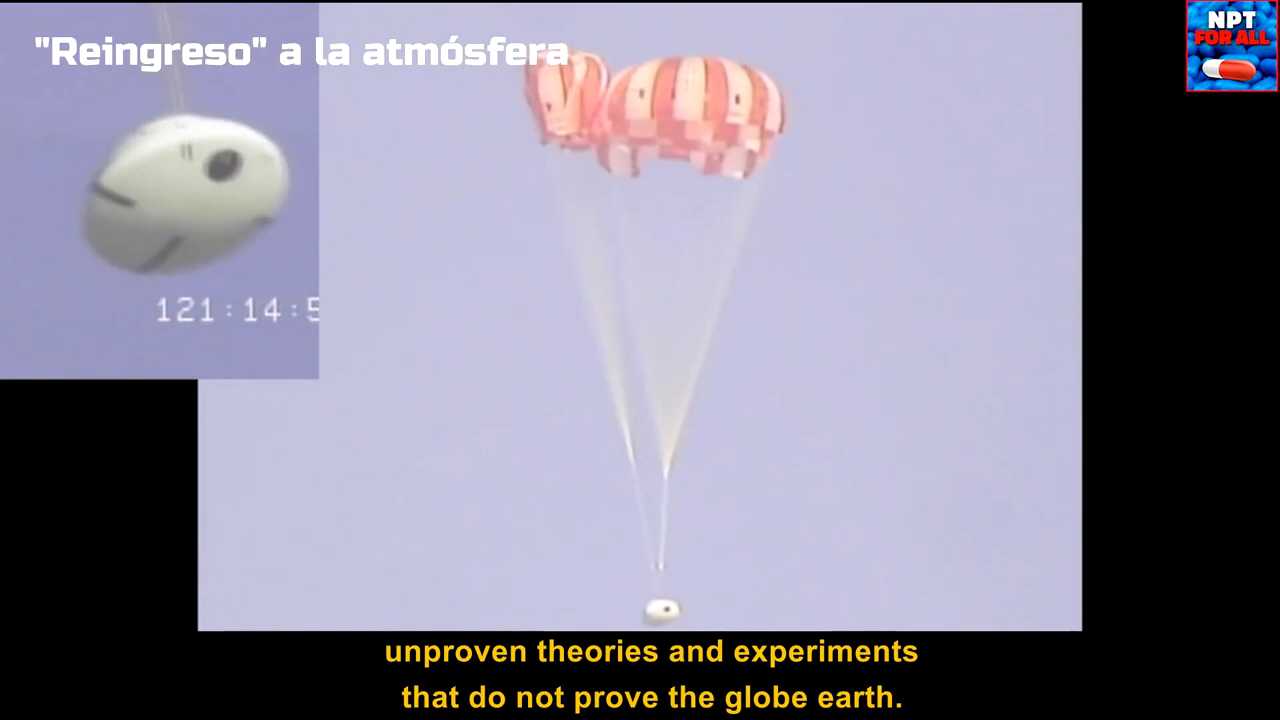 "Reingreso" a la atmósfera
NPT
FOR ALL
121:14:5
unproven theories and experiments
that do not prove the globe earth.